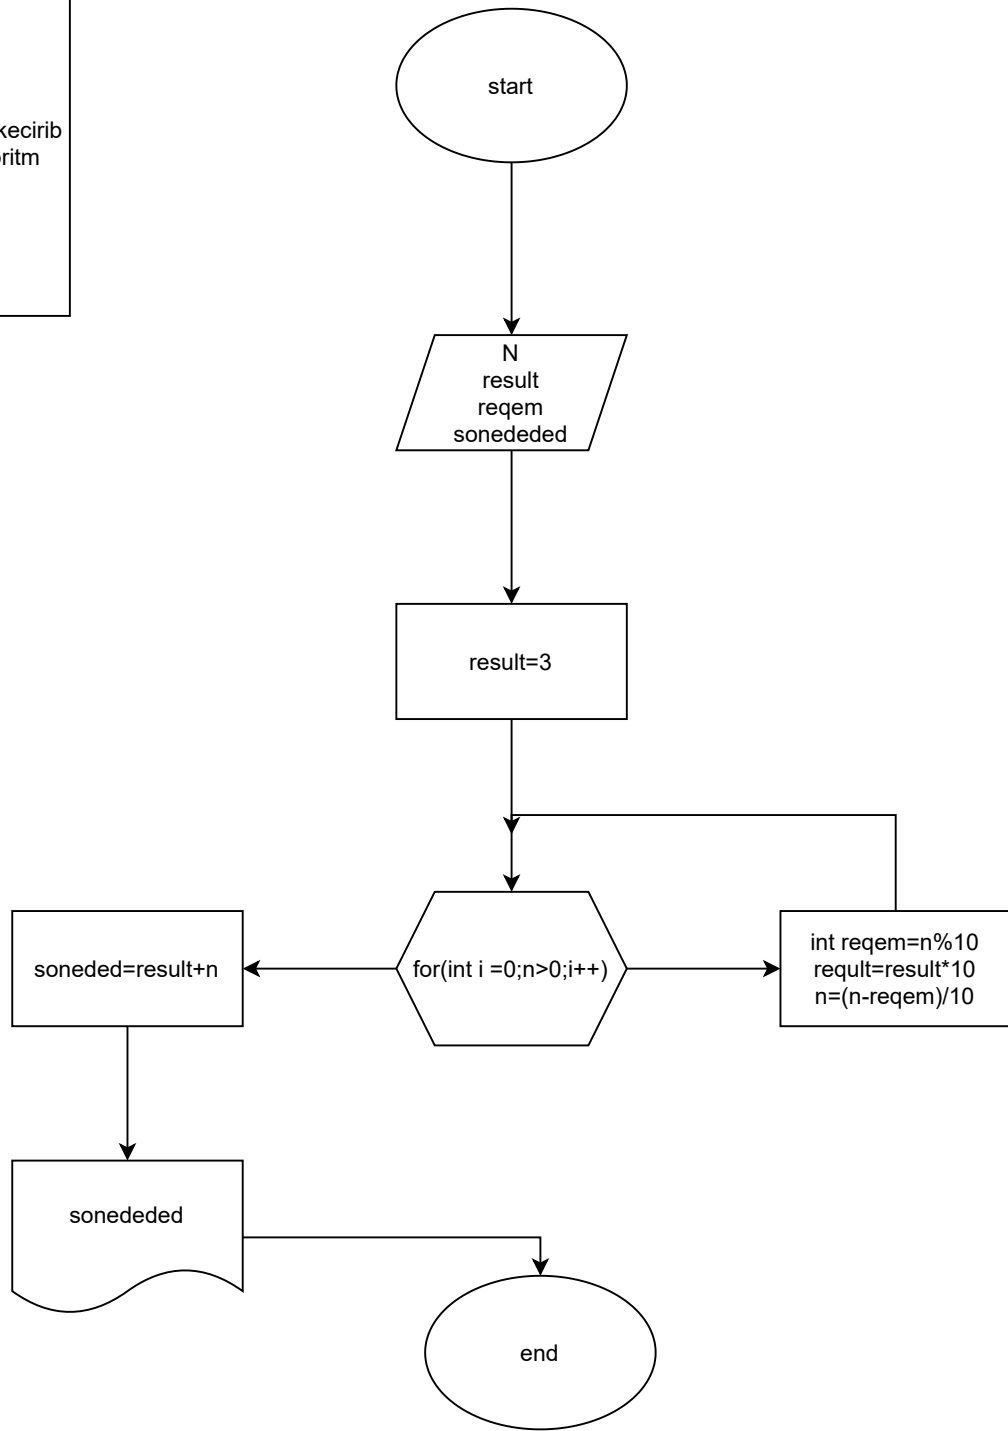 start
kecirib
ritm
N
result
reqem
sonededed
result=3
for(int i =0;n>0;i++)
soneded=result+n
int reqem=n%10
reqult=result*10
n=(n-reqem)/10
sonededed
end